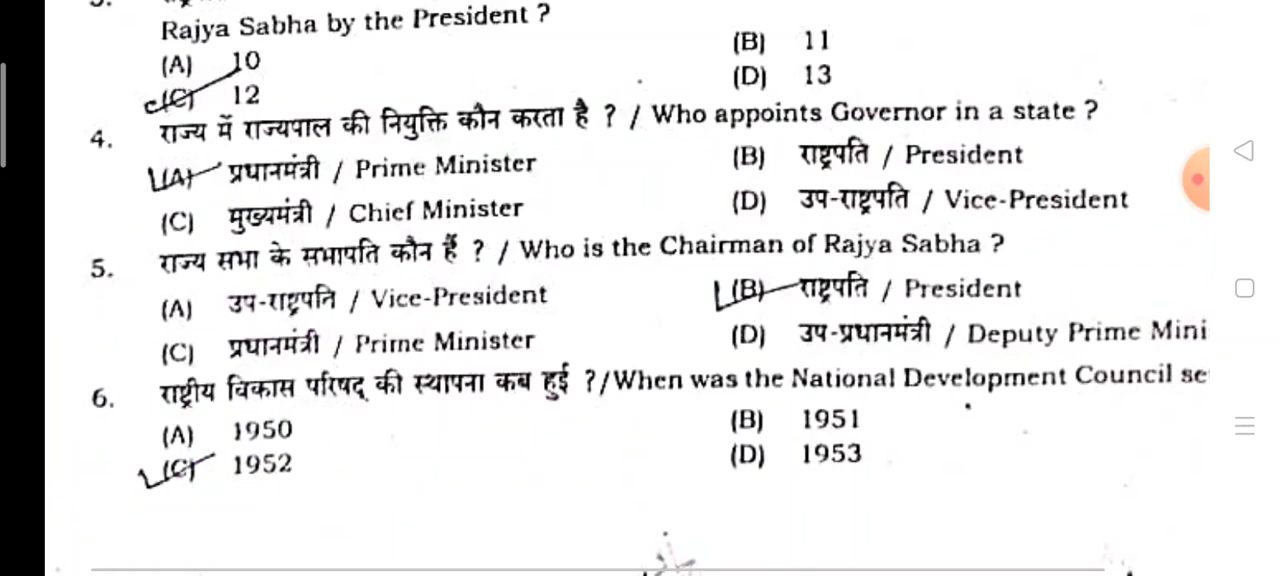 Rajya Sabha by the President ?
(A) 10 (B) 11
(C) 12 (D) 13
4. राज्य में राज्यपाल की नियुक्ति कौन करता है ? / Who appoints Governor in a state ?
(A) प्रधानमंत्री / Prime Minister (B) राष्ट्रपति / President
(C) मुख्यमंत्री / Chief Minister (D) उप-राष्ट्रपति / Vice-President
5. राज्य सभा के सभापति कौन हैं ? / Who is the Chairman of Rajya Sabha ?
(A) उप-राष्ट्रपति / Vice-President (B) राष्ट्रपति / President
(C) प्रधानमंत्री / Prime Minister (D) उप-प्रधानमंत्री / Deputy Prime Mini
6. राष्ट्रीय विकास परिषद् की स्थापना कब हुई ?/When was the National Development Council se
(A) 1950 (B) 1951
(C) 1952 (D) 1953